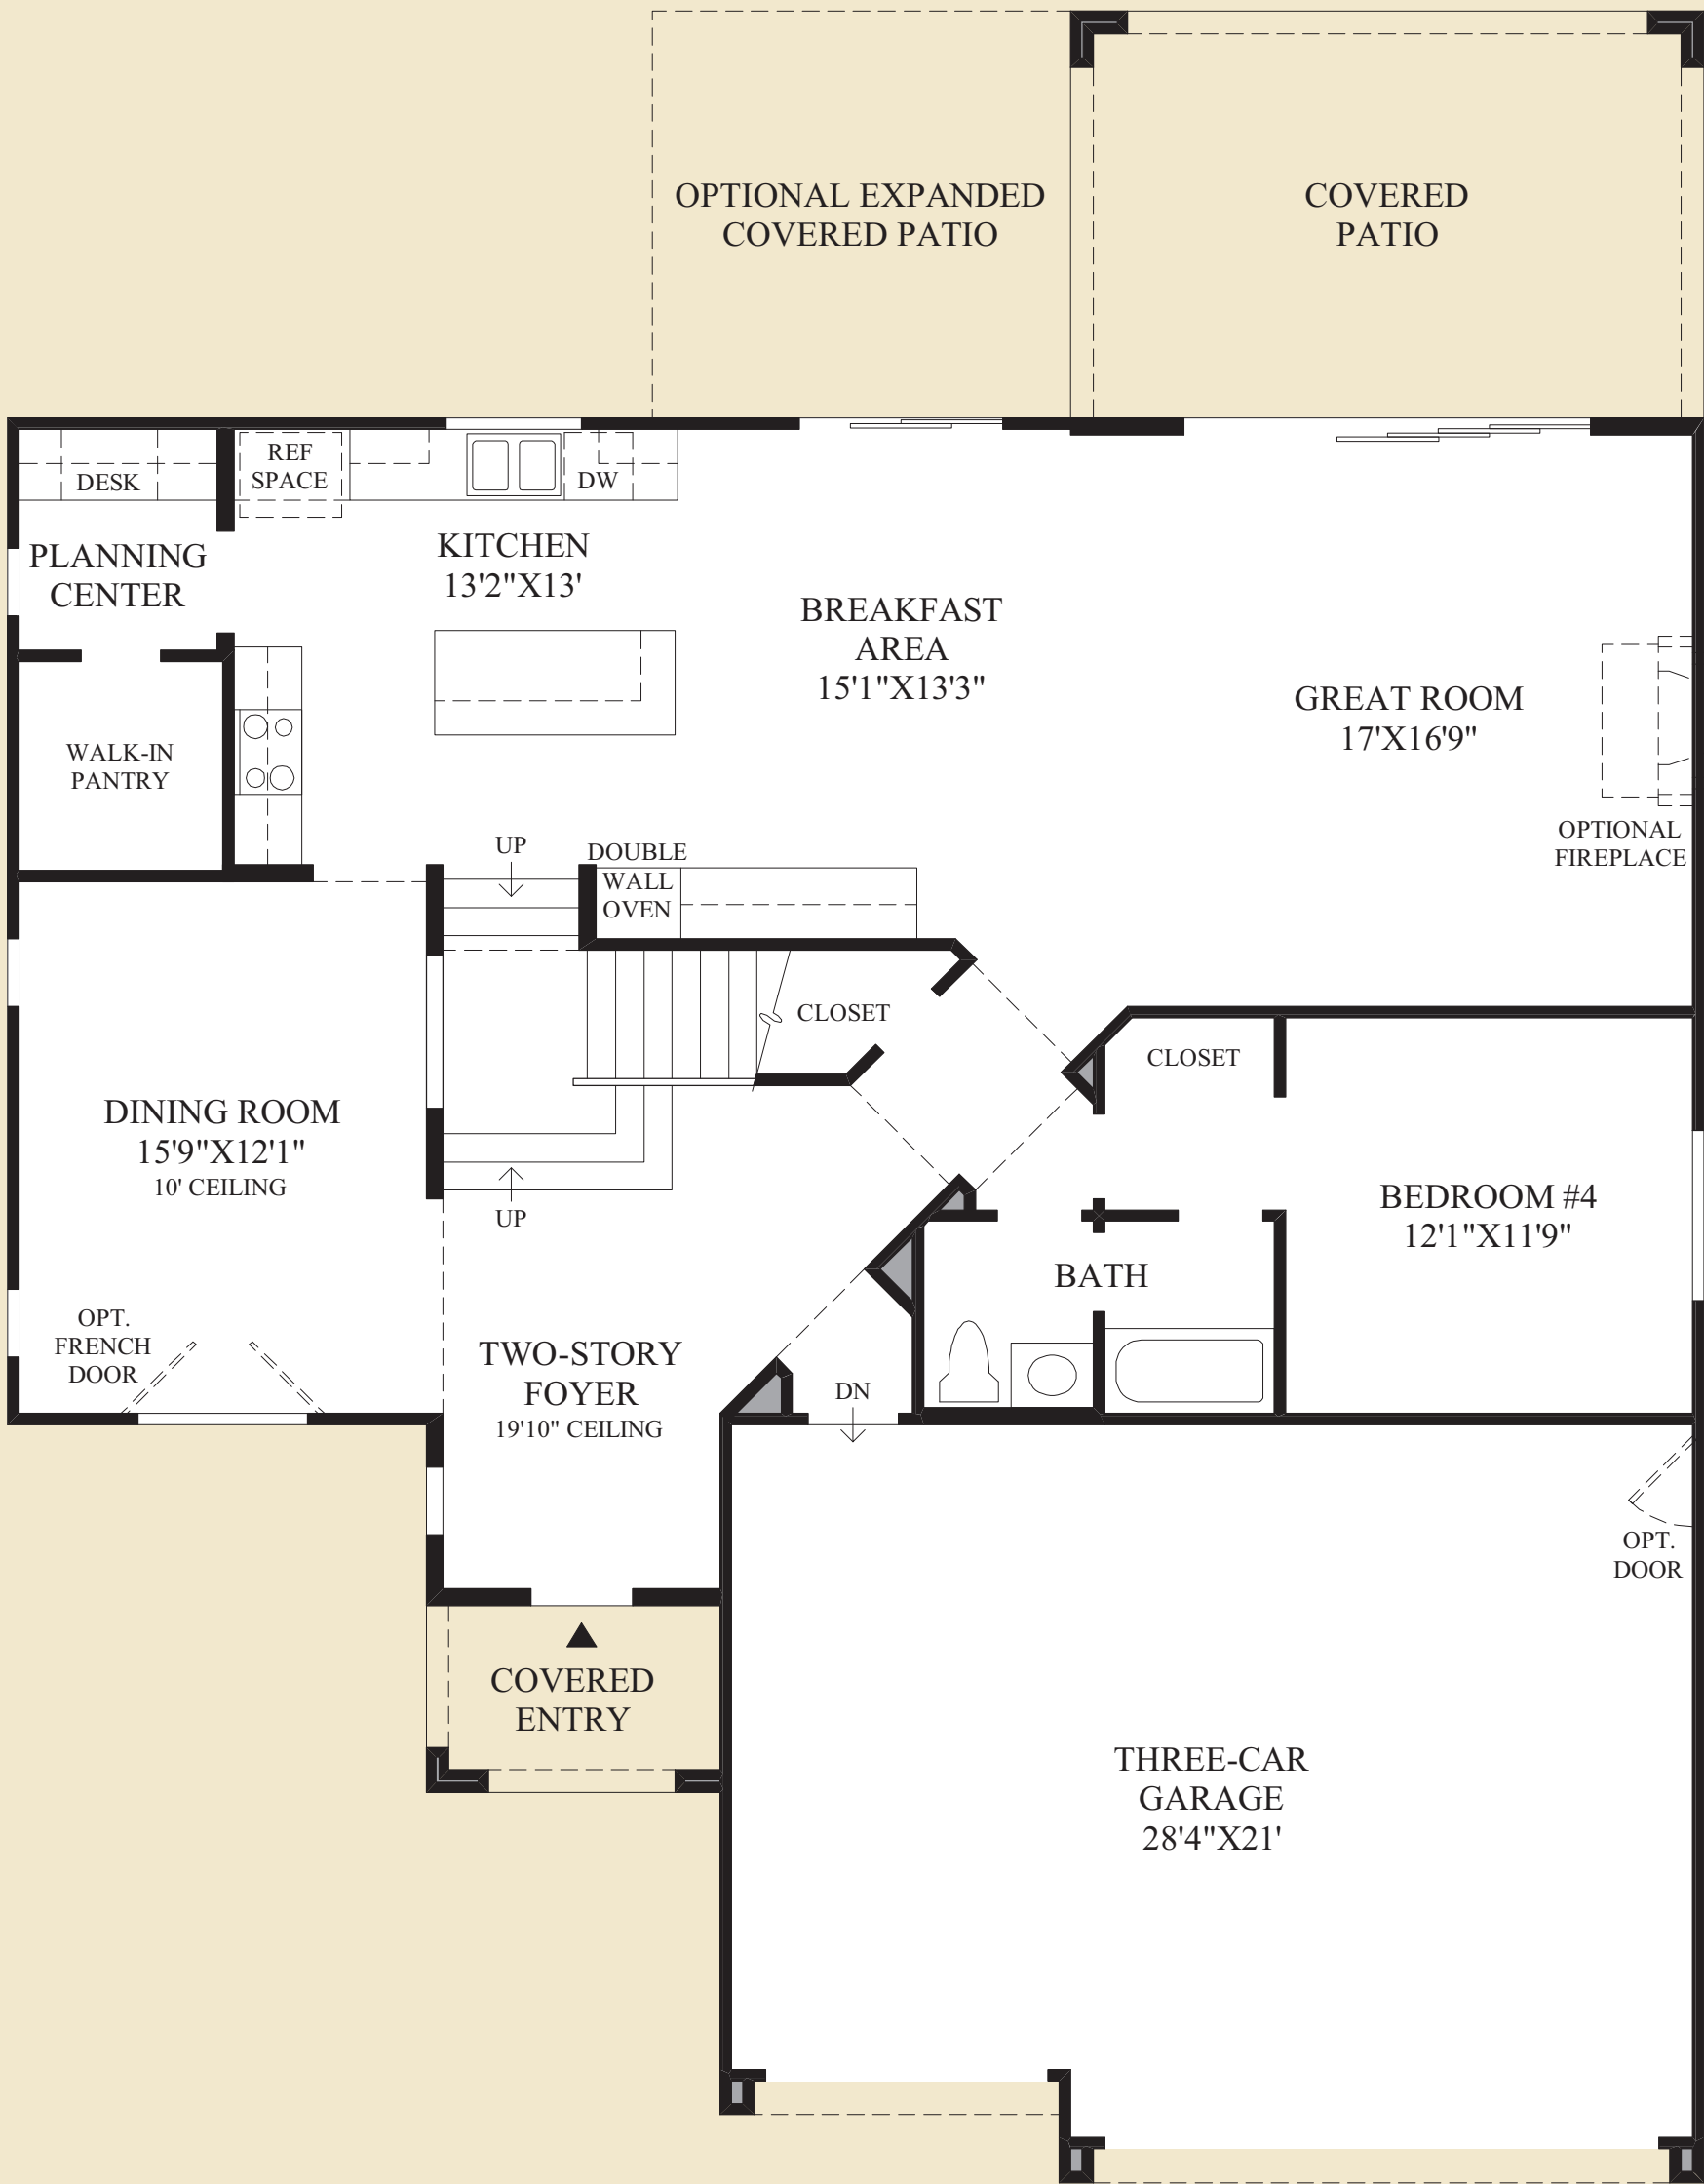 OPTIONAL EXPANDED
COVERED PATIO
COVERED
PATIO
DESK
REF
SPACE
DW
PLANNING
CENTER
KITCHEN
13'2"X13'
BREAKFAST
AREA
15'1"X13'3"
GREAT ROOM
17'X16'9"
WALK-IN
PANTRY
OPTIONAL
FIREPLACE
UP
DOUBLE
WALL
OVEN
CLOSET
CLOSET
DINING ROOM
15'9"X12'1"
10' CEILING
UP
BEDROOM #4
12'1"X11'9"
BATH
OPT.
FRENCH
DOOR
TWO-STORY
FOYER
19'10" CEILING
DN
OPT.
DOOR
COVERED
ENTRY
THREE-CAR
GARAGE
28'4"X21'